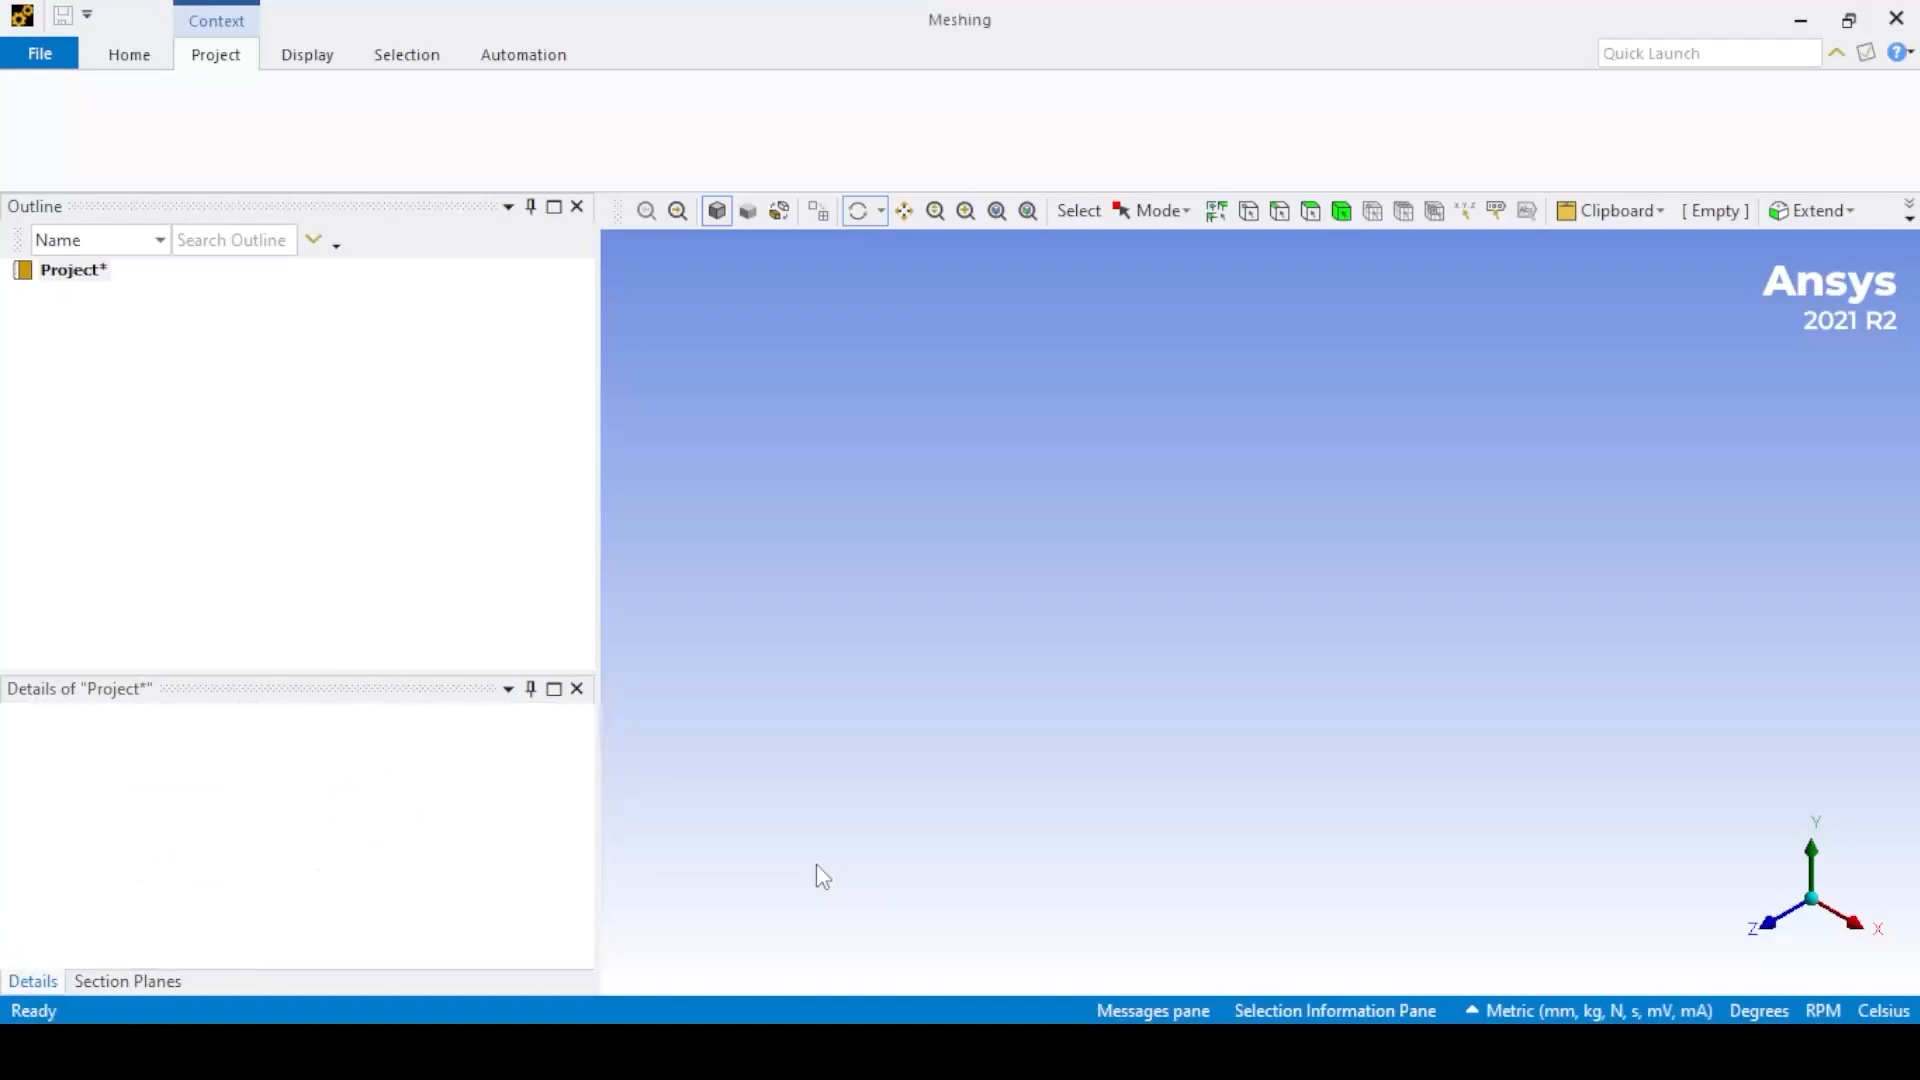 Context
Meshing
File
Home
Project
Display
Selection
Automation
Quick Launch
Outline
Select
Mode
Clipboard
[ Empty ]
Extend
Name
Search Outline
Project*
Ansys
2021 R2
Details of "Project*"
Y
Z
X
Details
Section Planes
Ready
Messages pane
Selection Information Pane
Metric (mm, kg, N, s, mV, mA)
Degrees
RPM
Celsius